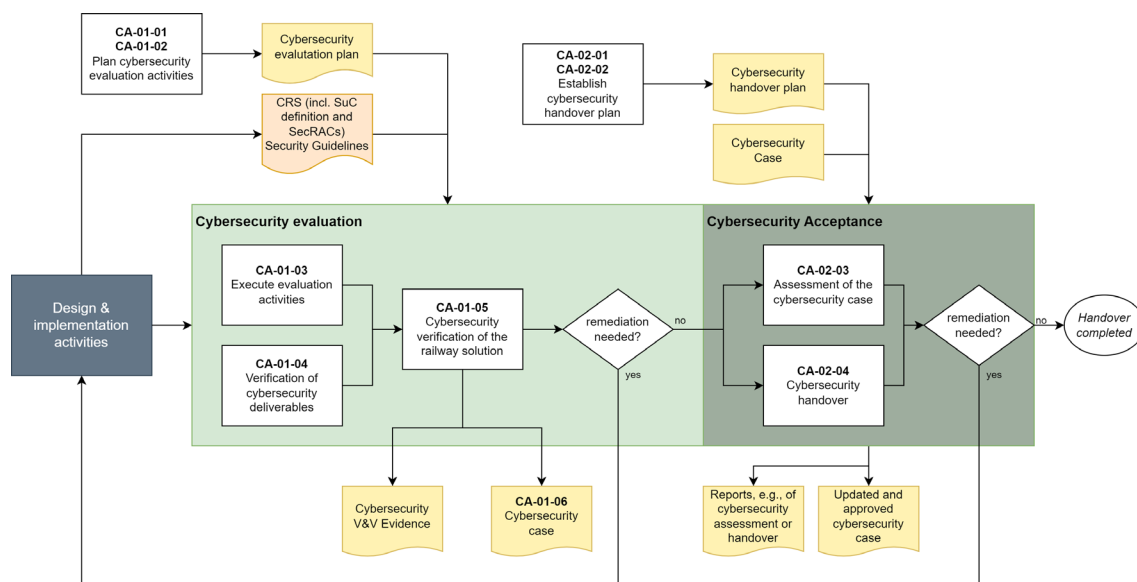 CA-01-01
CA-01-02
Plan cybersecurity
evaluation activities
Cybersecurity
evalutation plan
CA-02-01
CA-02-02
Establish
cybersecurity
handover plan
Cybersecurity
handover plan
CRS (incl. SuC
definition and
SecRACs)
Security Guidelines
Cybersecurity
Case
Cybersecurity evaluation
Cybersecurity Acceptance
Design &
implementation
activities
CA-01-03
Execute evaluation
activities
CA-01-04
Verification of
cybersecurity
deliverables
CA-01-05
Cybersecurity
verification of the
railway solution
remediation
needed?
no
yes
CA-02-03
Assessment of the
cybersecurity case
CA-02-04
Cybersecurity
handover
remediation
needed?
no
yes
Handover
completed
Cybersecurity
V&V Evidence
CA-01-06
Cybersecurity
case
Reports, e.g., of
cybersecurity
assessment or
handover
Updated and
approved
cybersecurity
case